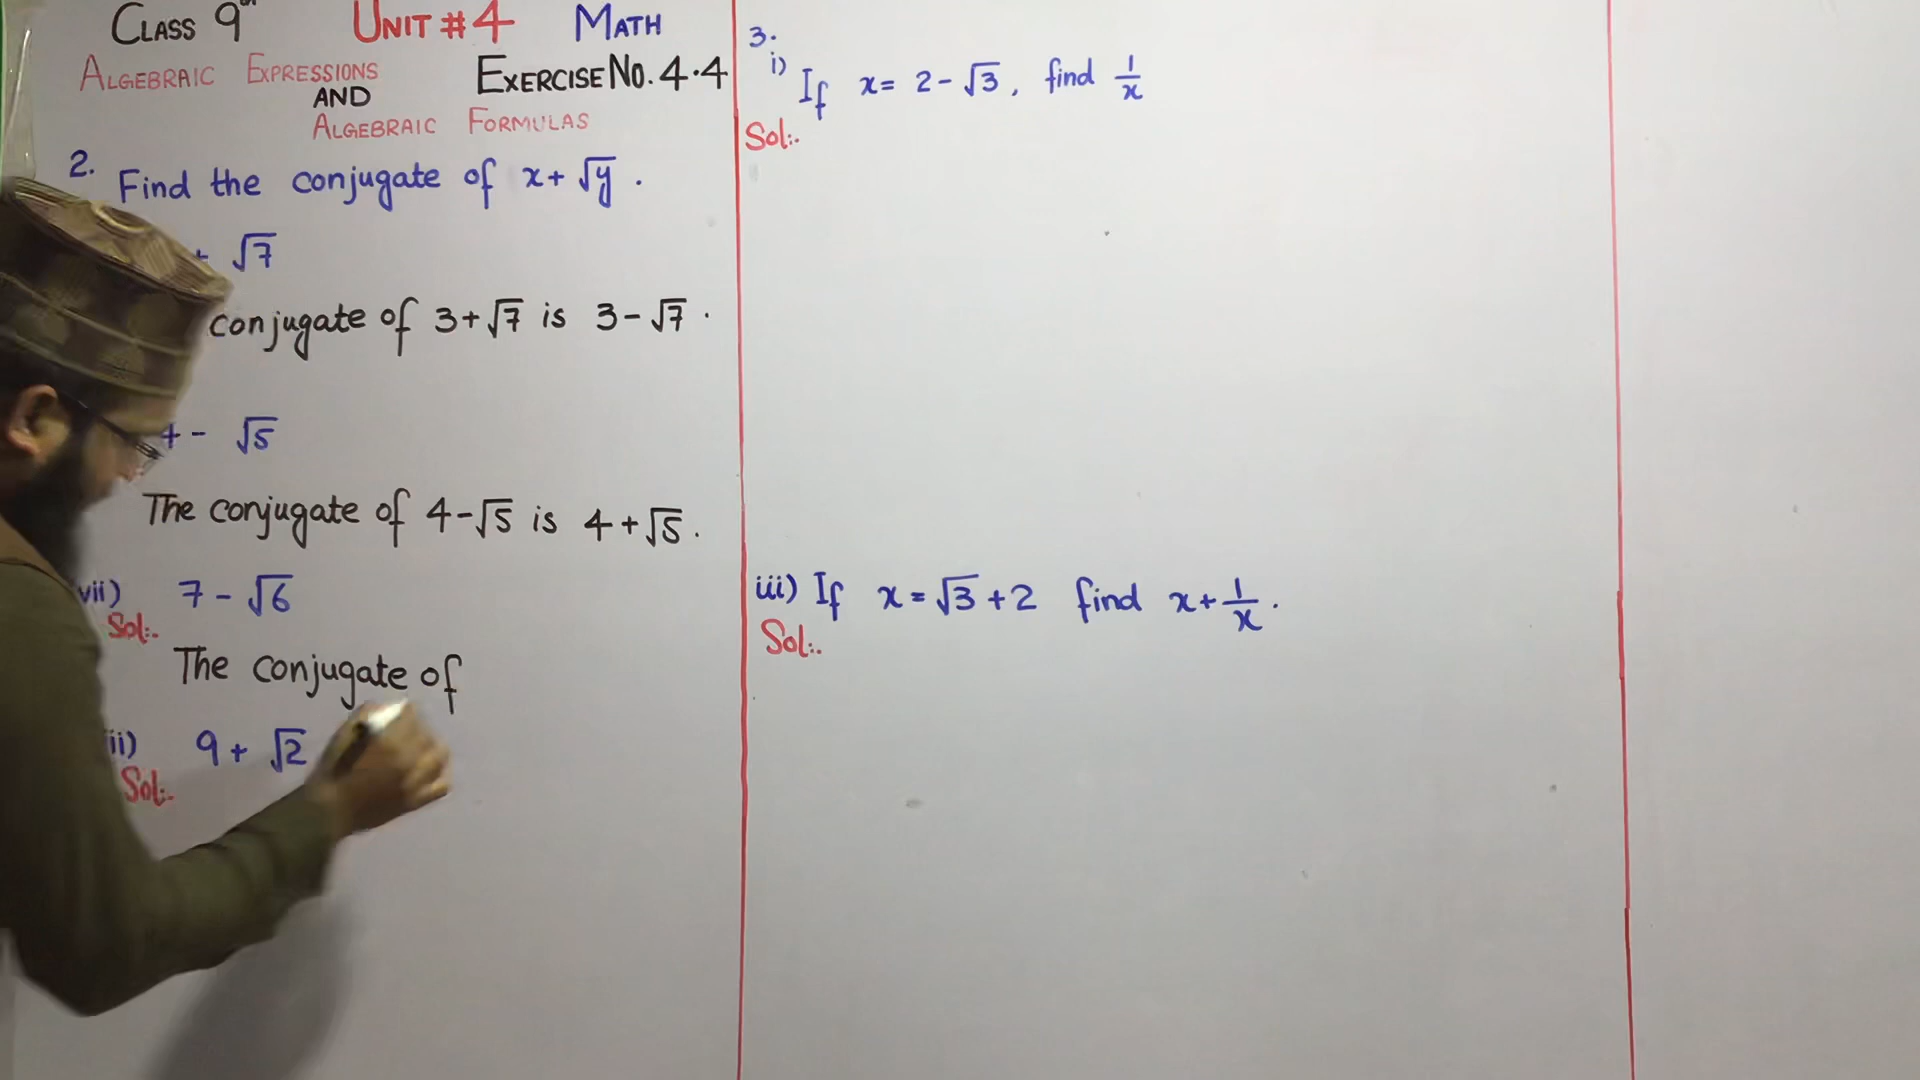 CLASS 9th UNIT # 4 MATH
ALGEBRAIC EXPRESSIONS EXERCISE NO. 4.4
AND
ALGEBRAIC FORMULAS
2. Find the conjugate of x + √y .
+ √7
conjugate of 3+√7 is 3-√7 .
- √5
The conjugate of 4-√5 is 4+√5 .
vii) 7 - √6
Sol:.
The conjugate of
ii) 9 + √2
Sol:.
3.
i) If x = 2 - √3 , find 1/x
Sol:.
iii) If x = √3 + 2 find x + 1/x .
Sol:.